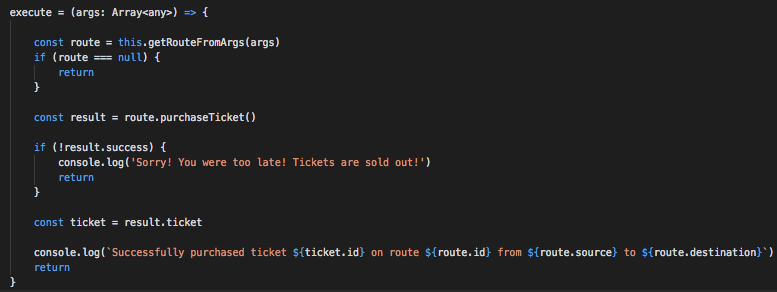 execute = (args: Array<any>) => {
const route = this.getRouteFromArgs(args)
if (route === null) {
return
}
const result = route.purchaseTicket()
if (!result.success) {
console.log('Sorry! You were too late! Tickets are sold out!')
return
}
const ticket = result.ticket
console.log(`Successfully purchased ticket ${ticket.id} on route ${route.id} from ${route.source} to ${route.destination}`)
return
}